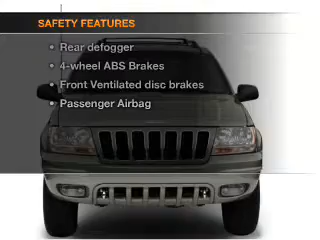 SAFETY FEATURES
• Rear defogger
• 4-wheel ABS Brakes
• Front Ventilated disc brakes
• Passenger Airbag